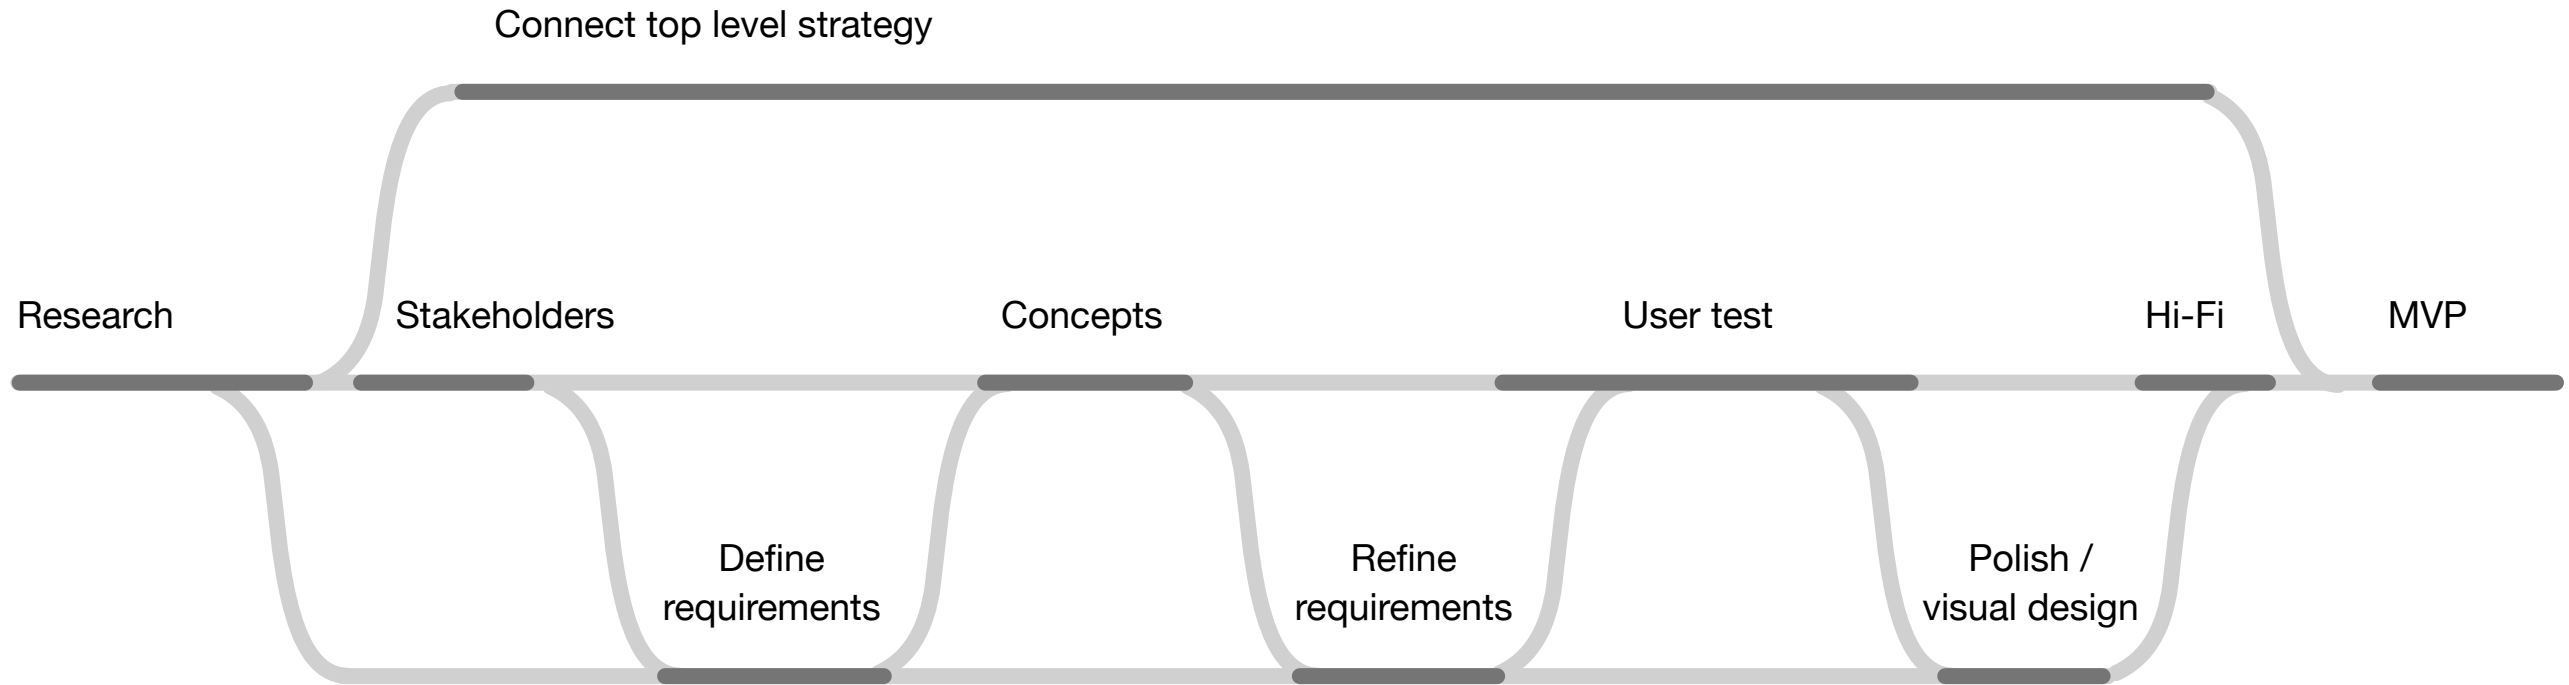 Connect top level strategy
Research
Stakeholders
Concepts
User test
Hi-Fi
MVP
Define
requirements
Refine
requirements
Polish /
visual design